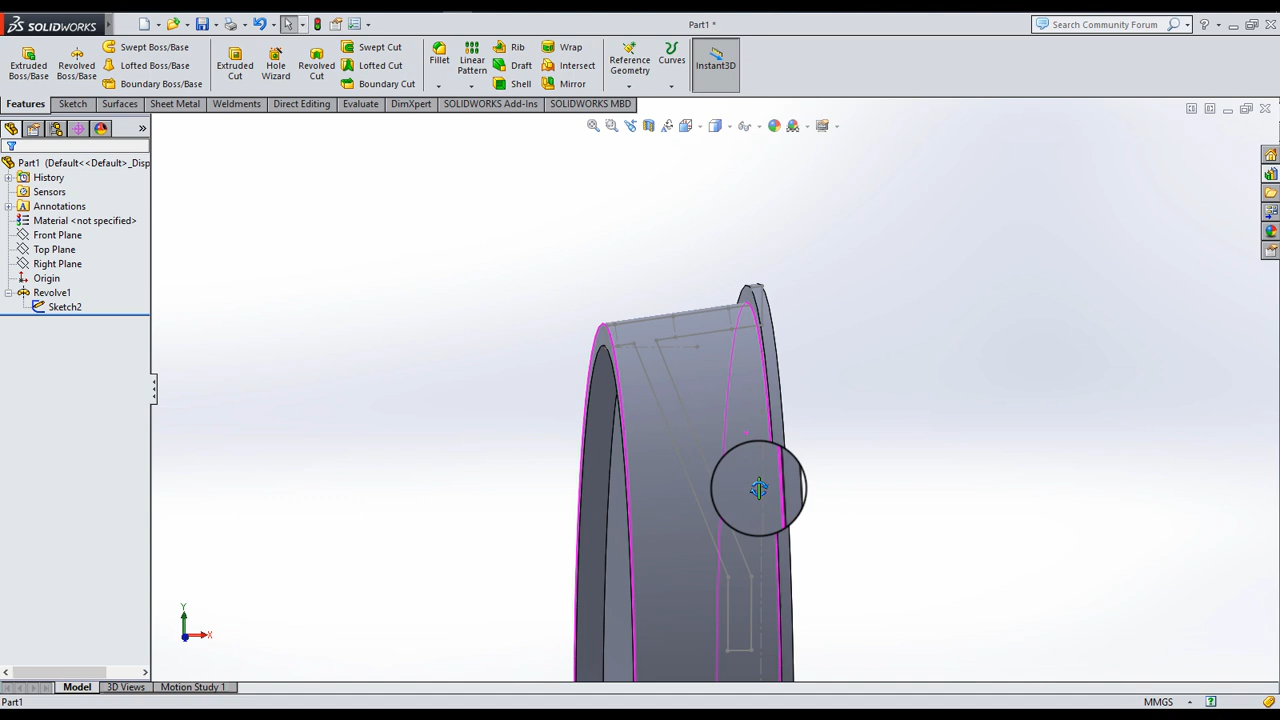 SOLIDWORKS
Part1 *
Search Community Forum
Extruded Boss/Base
Revolved Boss/Base
Swept Boss/Base
Lofted Boss/Base
Boundary Boss/Base
Extruded Cut
Hole Wizard
Revolved Cut
Swept Cut
Lofted Cut
Boundary Cut
Fillet
Linear Pattern
Rib
Draft
Shell
Wrap
Intersect
Mirror
Reference Geometry
Curves
Instant3D
Features
Sketch
Surfaces
Sheet Metal
Weldments
Direct Editing
Evaluate
DimXpert
SOLIDWORKS Add-Ins
SOLIDWORKS MBD
Part1 (Default<<Default>_Disp
History
Sensors
Annotations
Material <not specified>
Front Plane
Top Plane
Right Plane
Origin
Revolve1
Sketch2
Y
X
Model
3D Views
Motion Study 1
Part1
MMGS